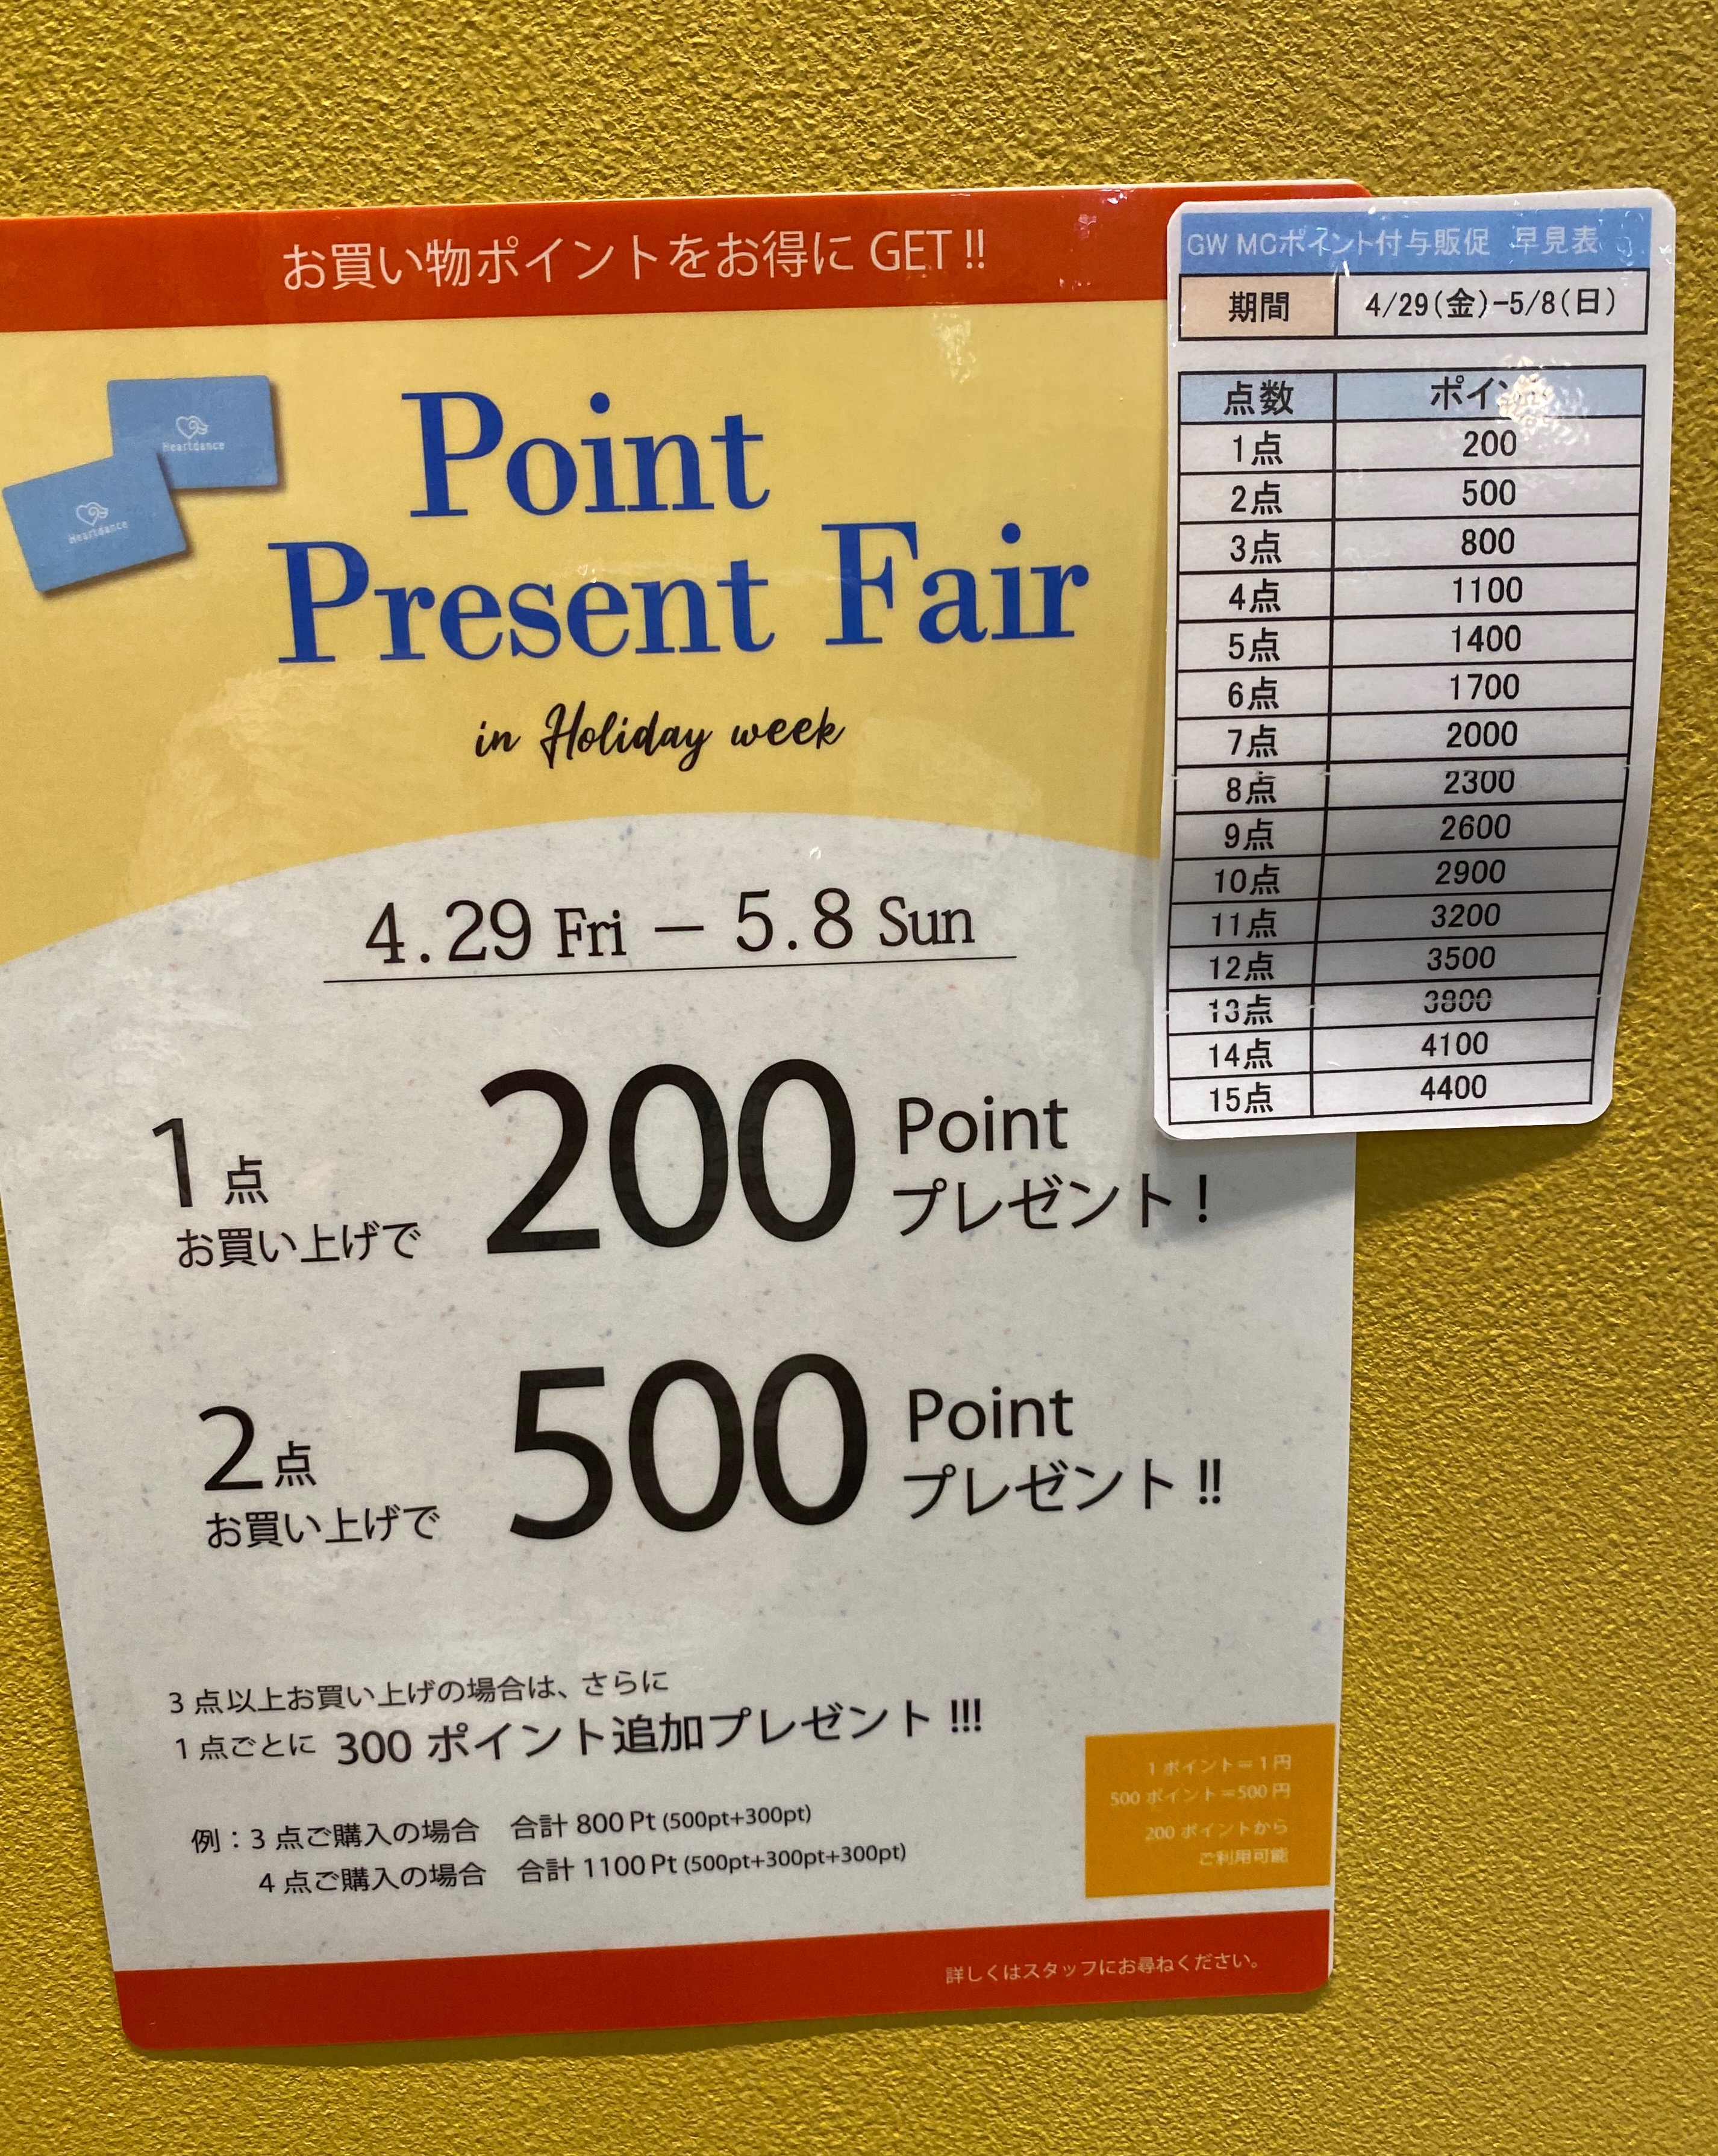 お買い物ポイントをお得に GET !!
Heartdance
Heartdance
Point
Present Fair
in Holiday week
4.29 Fri － 5.8 Sun
1点
お買い上げで
200 Point
プレゼント!
2点
お買い上げで
500 Point
プレゼント!!
3 点以上お買い上げの場合は、さらに
1 点ごとに 300 ポイント追加プレゼント !!!
例：3 点ご購入の場合　合計 800 Pt (500pt+300pt)
4 点ご購入の場合　合計 1100 Pt (500pt+300pt+300pt)
1 ポイント＝1 円
500 ポイント＝500 円
200 ポイントから
ご利用可能
詳しくはスタッフにお尋ねください。
GW MCポイント付与販促 早見表
期間 4/29(金)-5/8(日)
点数 ポイ
1点 200
2点 500
3点 800
4点 1100
5点 1400
6点 1700
7点 2000
8点 2300
9点 2600
10点 2900
11点 3200
12点 3500
13点 3800
14点 4100
15点 4400